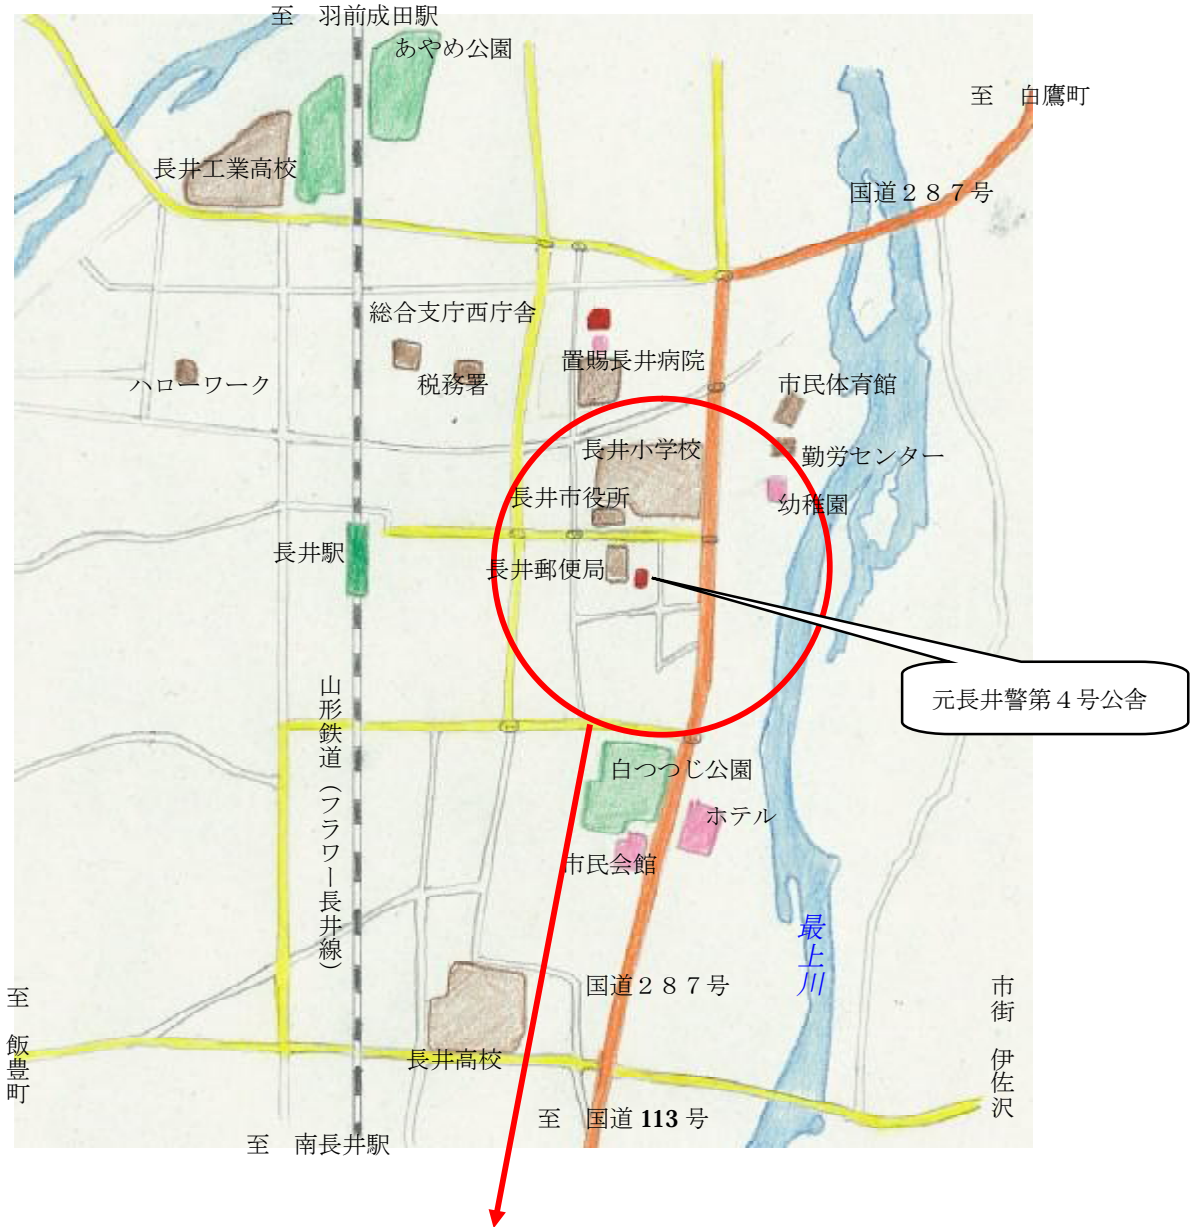 至　羽前成田駅
あやめ公園
至　白鷹町
長井工業高校
国道２８７号
総合支庁西庁舎
置賜長井病院
ハローワーク
税務署
市民体育館
長井小学校
勤労センター
長井市役所
幼稚園
長井駅
長井郵便局
元長井警第４号公舎
山形鉄道（フラワー長井線）
白つつじ公園
ホテル
市民会館
最上川
国道２８７号
至　飯豊町
市街　伊佐沢
長井高校
至　国道 113 号
至　南長井駅